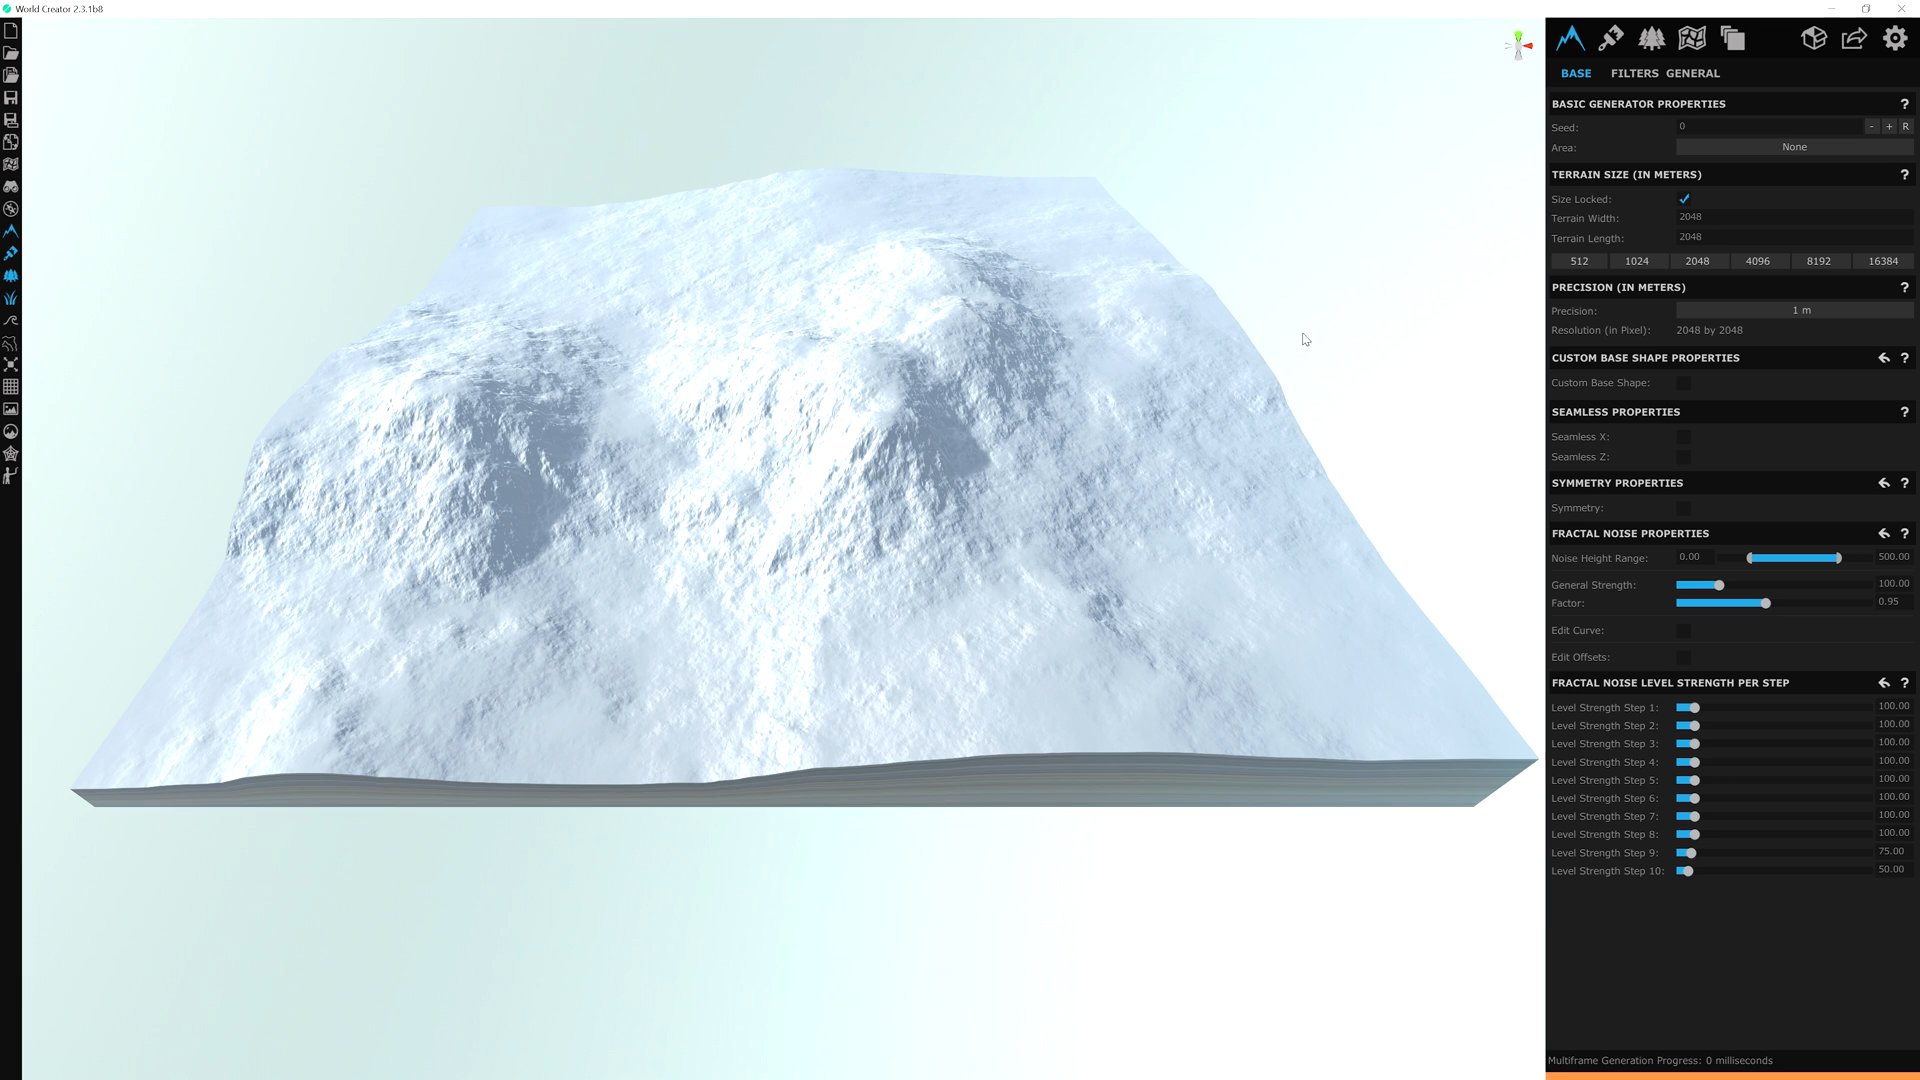 World Creator 2.3.1b8
BASE FILTERS GENERAL
BASIC GENERATOR PROPERTIES ?
Seed: 0 - + R
Area: None
TERRAIN SIZE (IN METERS) ?
Size Locked:
Terrain Width: 2048
Terrain Length: 2048
512 1024 2048 4096 8192 16384
PRECISION (IN METERS) ?
Precision: 1 m
Resolution (in Pixel): 2048 by 2048
CUSTOM BASE SHAPE PROPERTIES ?
Custom Base Shape:
SEAMLESS PROPERTIES ?
Seamless X:
Seamless Z:
SYMMETRY PROPERTIES ?
Symmetry:
FRACTAL NOISE PROPERTIES ?
Noise Height Range: 0.00 500.00
General Strength: 100.00
Factor: 0.95
Edit Curve:
Edit Offsets:
FRACTAL NOISE LEVEL STRENGTH PER STEP ?
Level Strength Step 1: 100.00
Level Strength Step 2: 100.00
Level Strength Step 3: 100.00
Level Strength Step 4: 100.00
Level Strength Step 5: 100.00
Level Strength Step 6: 100.00
Level Strength Step 7: 100.00
Level Strength Step 8: 100.00
Level Strength Step 9: 75.00
Level Strength Step 10: 50.00
Multiframe Generation Progress: 0 milliseconds